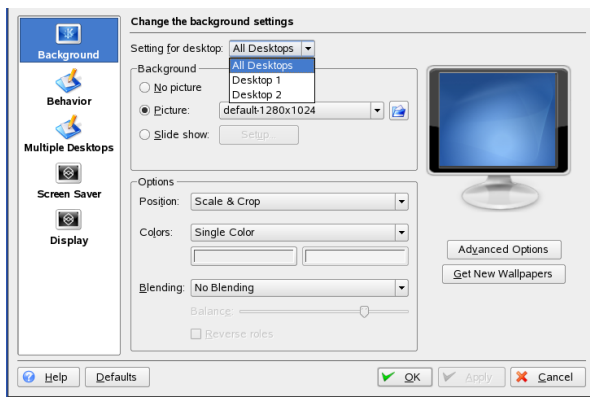 Change the background settings
Background
Behavior
Multiple Desktops
Screen Saver
Display
Setting for desktop: All Desktops
All Desktops
Desktop 1
Desktop 2
Background
No picture
Picture: default-1280x1024
Slide show: Setup...
Options
Position: Scale & Crop
Colors: Single Color
Blending: No Blending
Balance:
Reverse roles
Advanced Options
Get New Wallpapers
Help Defaults OK Apply Cancel